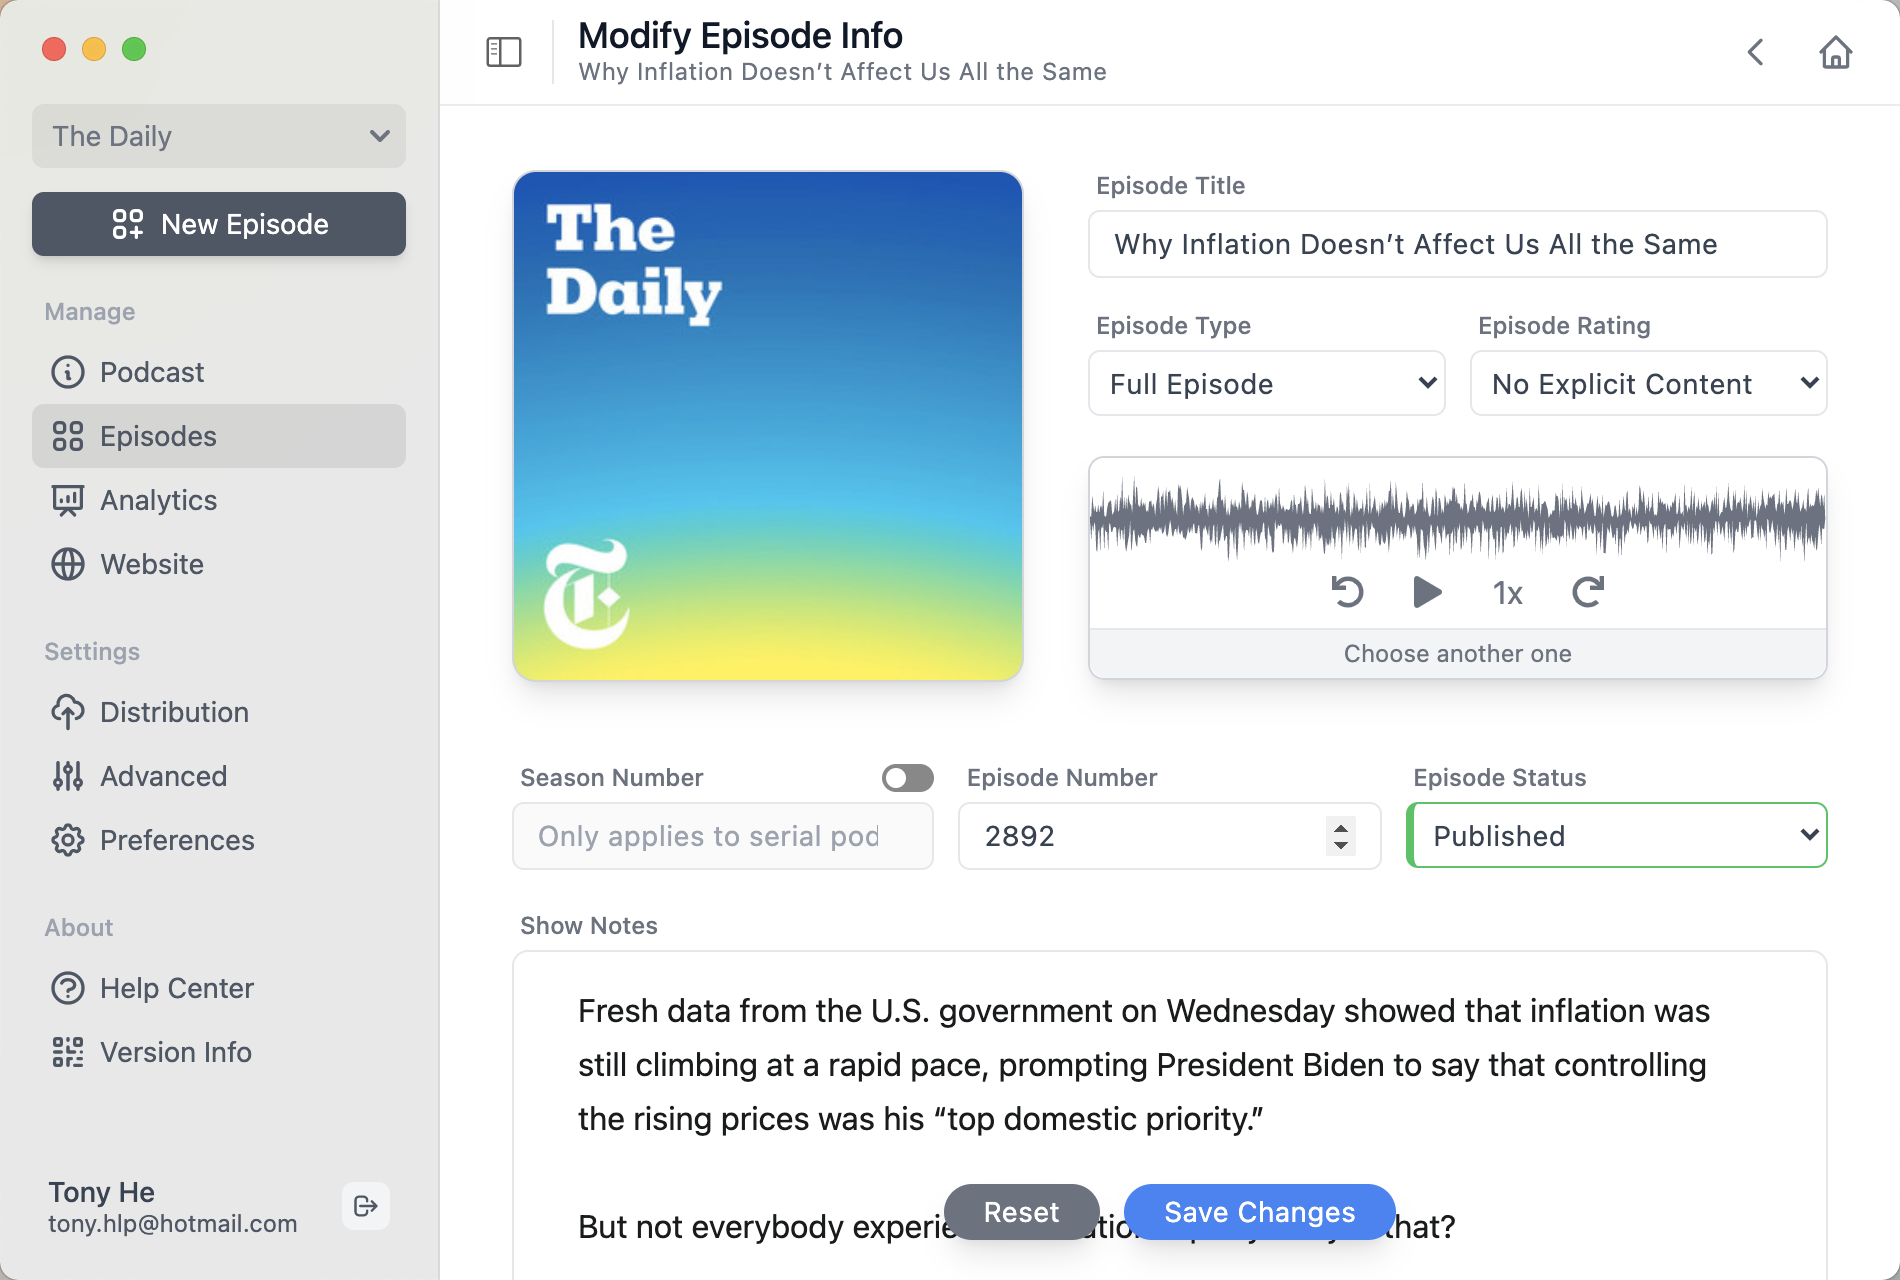 The Daily
New Episode
Manage
Podcast
Episodes
Analytics
Website
Settings
Distribution
Advanced
Preferences
About
Help Center
Version Info
Tony He
tony.hlp@hotmail.com
Modify Episode Info
Why Inflation Doesn’t Affect Us All the Same
The
Daily
T
Episode Title
Why Inflation Doesn’t Affect Us All the Same
Episode Type
Episode Rating
Full Episode
No Explicit Content
1x
Choose another one
Season Number
Episode Number
Episode Status
Only applies to serial pod
2892
Published
Show Notes
Fresh data from the U.S. government on Wednesday showed that inflation was
still climbing at a rapid pace, prompting President Biden to say that controlling
the rising prices was his “top domestic priority.”
But not everybody that?
Reset
Save Changes